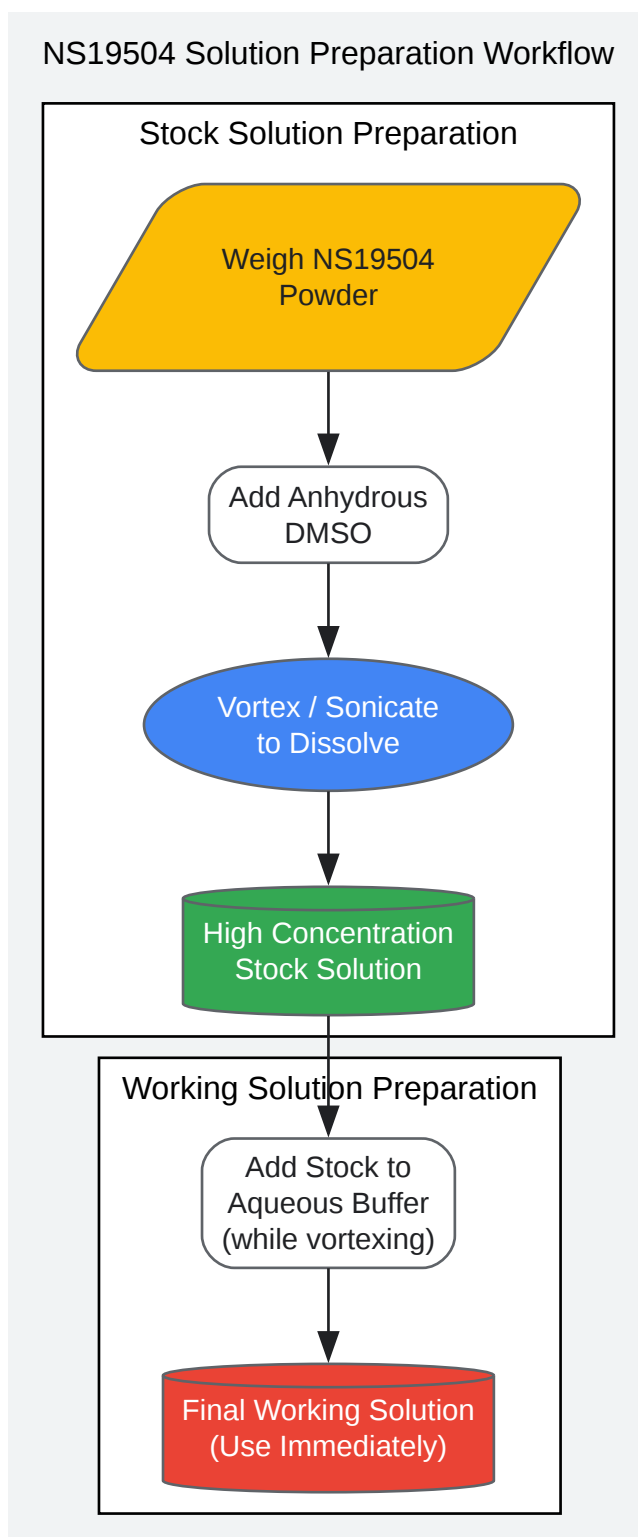 NS19504 Solution Preparation Workflow
Stock Solution Preparation
Weigh NS19504
Powder
Add Anhydrous
DMSO
Vortex / Sonicate
to Dissolve
High Concentration
Stock Solution
Working Solution Preparation
Add Stock to
Aqueous Buffer
(while vortexing)
Final Working Solution
(Use Immediately)